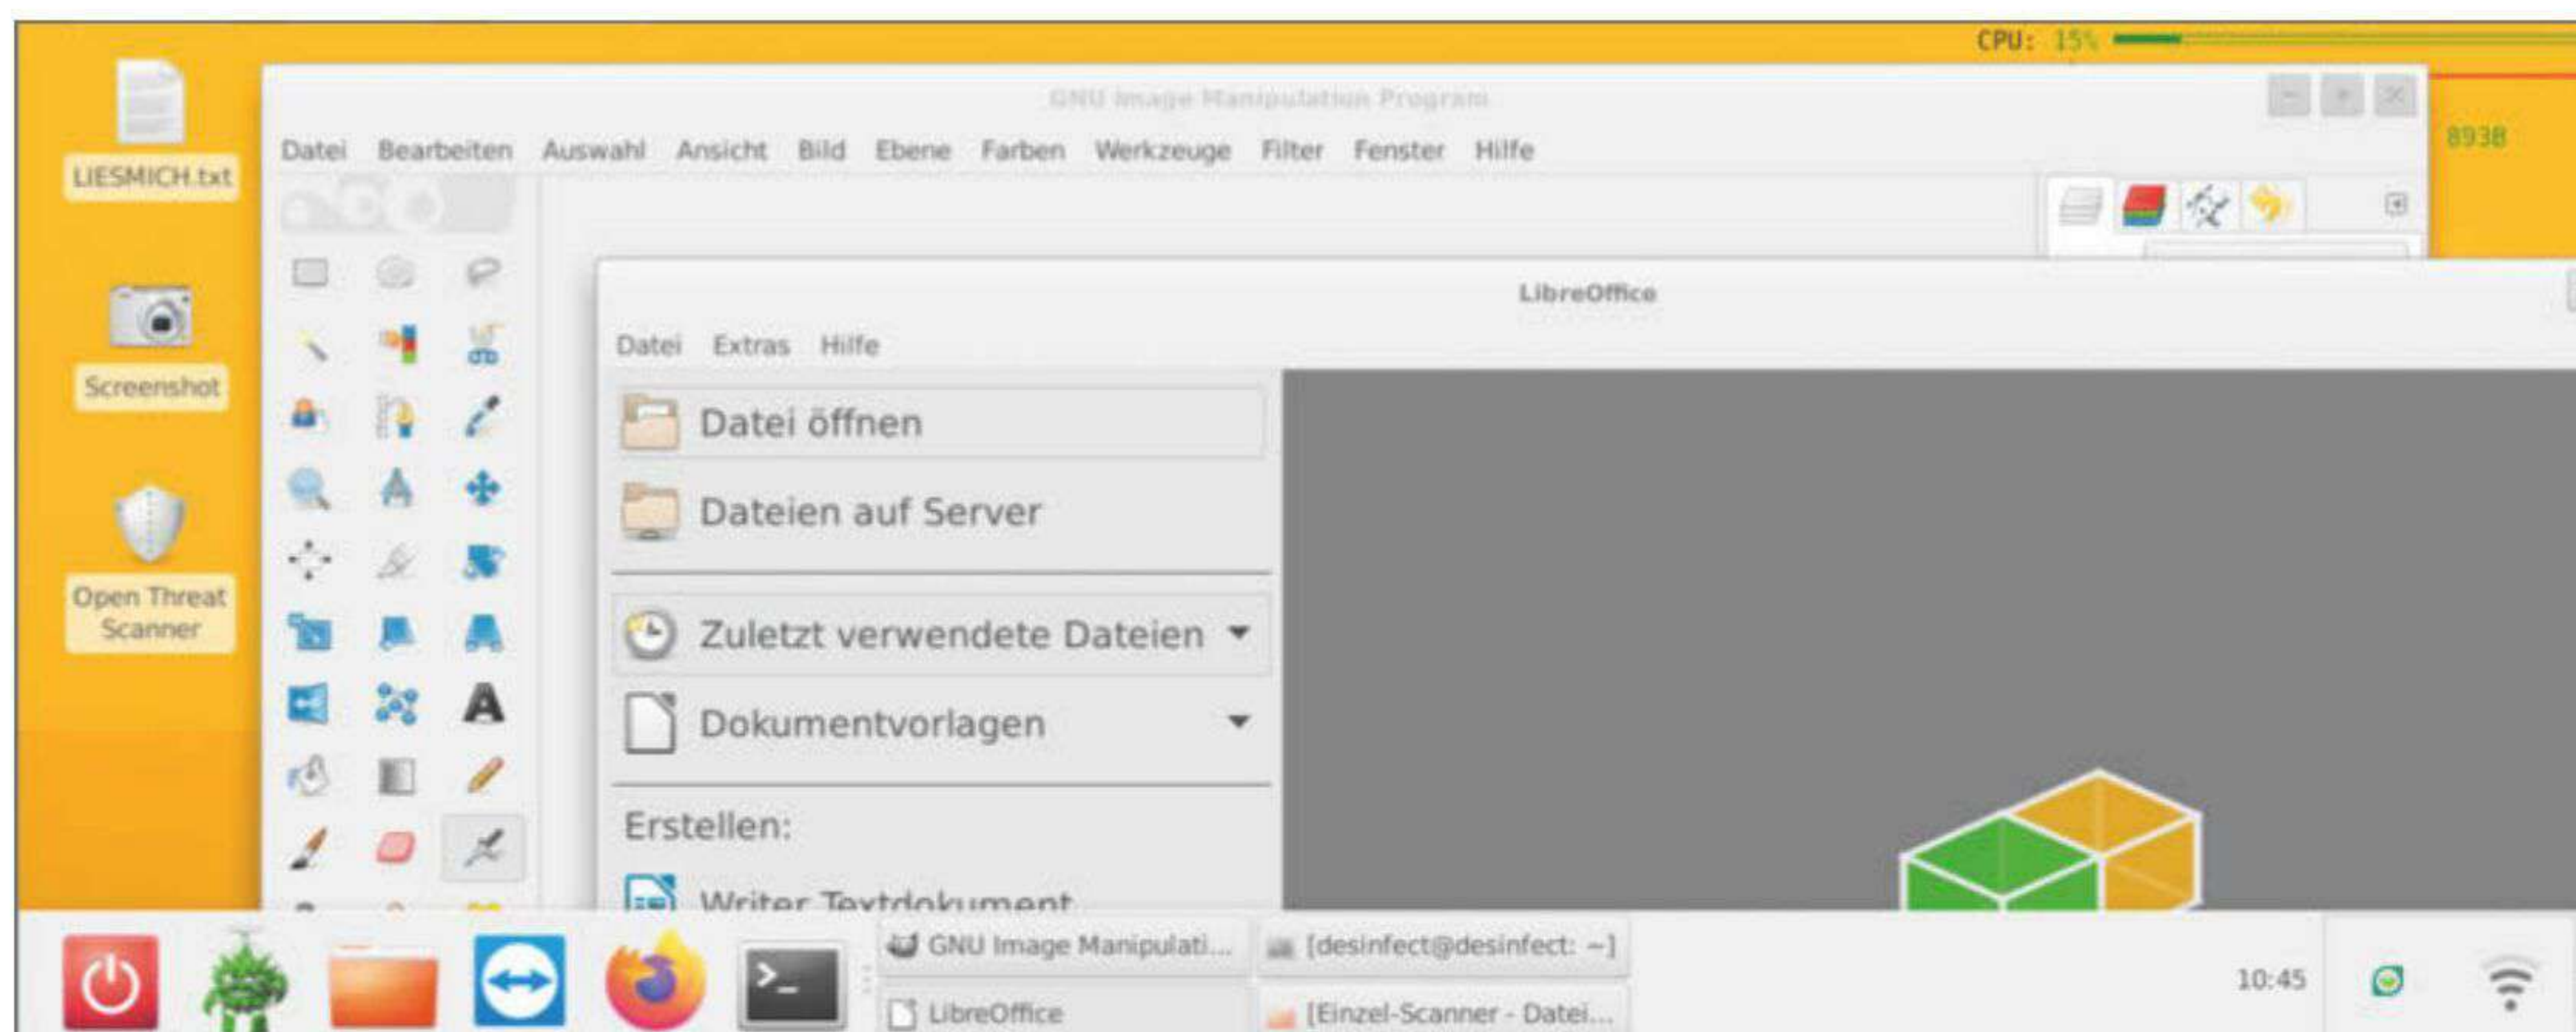 CPU: 15%
LIESMICH.txt
GNU Image Manipulation Program
Datei Bearbeiten Auswahl Ansicht Bild Ebene Farben Werkzeuge Filter Fenster Hilfe
893B
Screenshot
LibreOffice
Datei Extras Hilfe
Datei öffnen
Dateien auf Server
Open Threat
Scanner
Zuletzt verwendete Dateien
Dokumentvorlagen
Erstellen:
Writer Textdokument
GNU Image Manipulati...
[desinfect@desinfect: ~]
LibreOffice
[Einzel-Scanner - Datei...
10:45